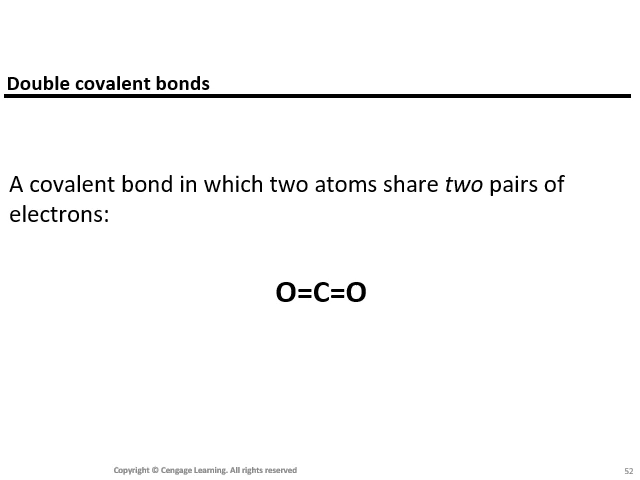 Double covalent bonds
A covalent bond in which two atoms share two pairs of
electrons:
O=C=O
Copyright © Cengage Learning. All rights reserved
52